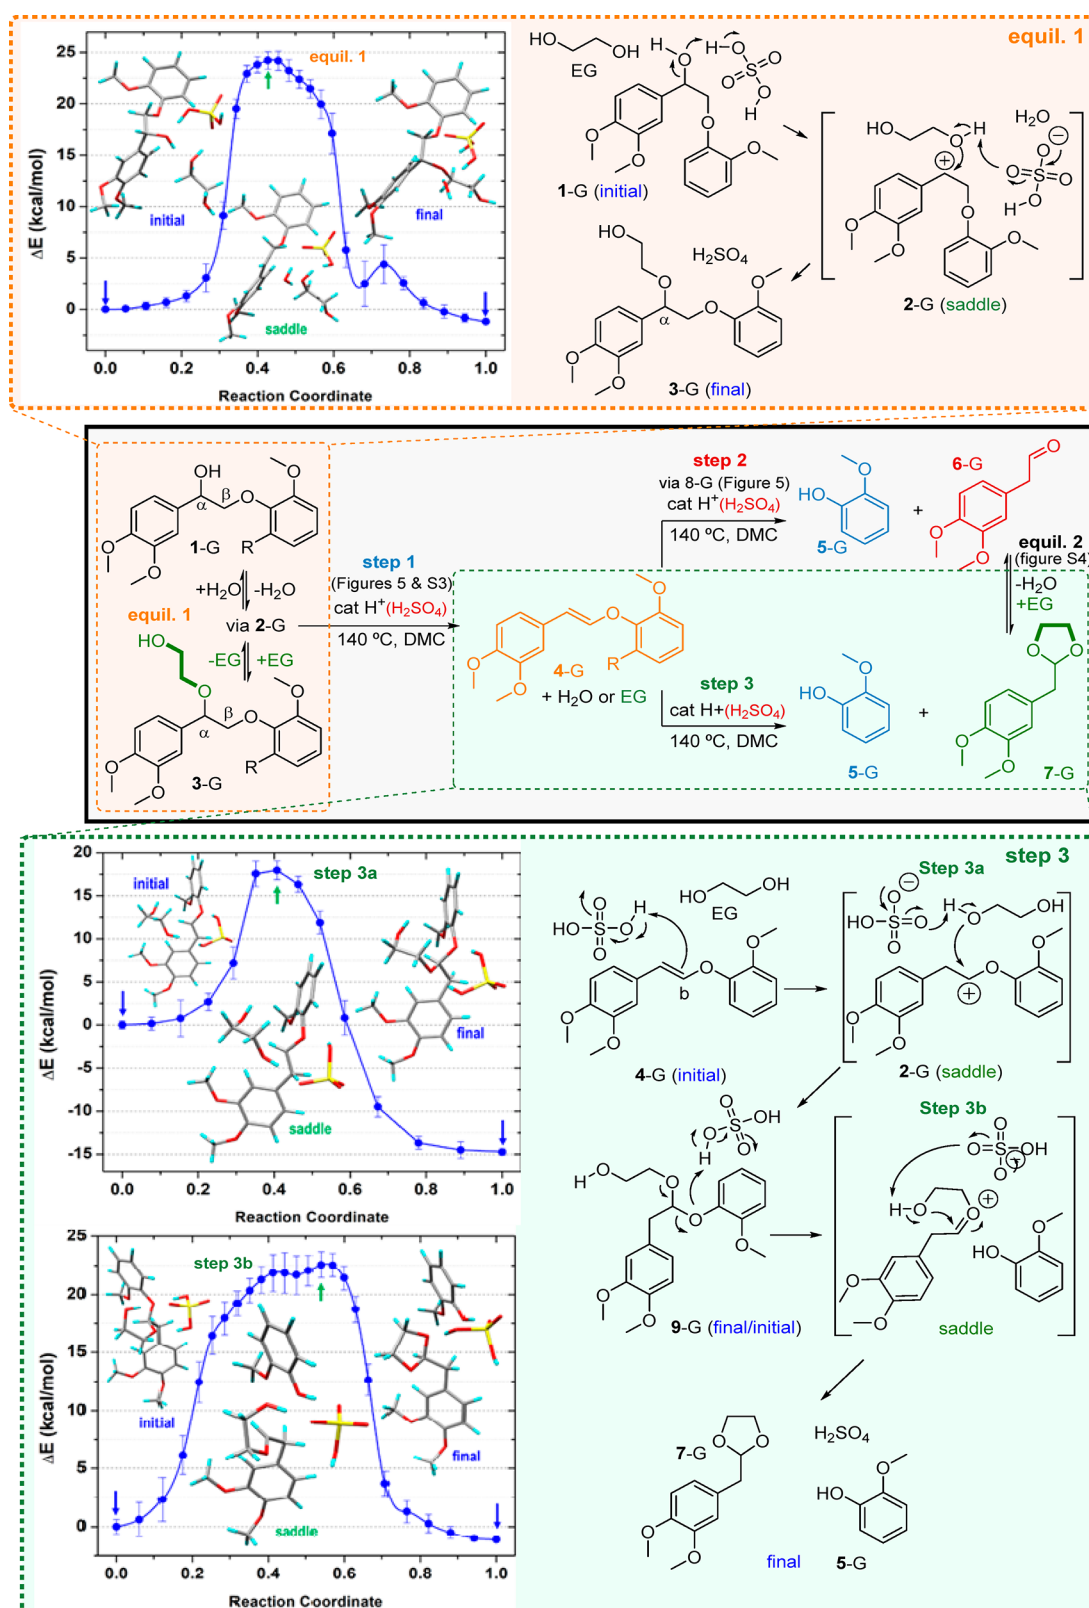 equil. 1
25
20
15
10
5
0
ΔE (kcal/mol)
equil. 1
initial
saddle
final
0.0 0.2 0.4 0.6 0.8 1.0
Reaction Coordinate
HO
OH
EG
H
O
H
O
O
S
O
O
H
O
O
O
O
1-G (initial)
HO
O
H
H2O
⊖
O
O
S
O
HO
⊕
O
O
O
O
2-G (saddle)
HO
O
H2SO4
O
O
α
O
O
3-G (final)
OH
β
α
O
O
O
O
R
1-G
+H2O
-H2O
equil. 1
via 2-G
HO
-EG
+EG
O
β
α
O
O
O
O
R
3-G
step 1
(Figures 5 & S3)
cat H+(H2SO4)
140 ºC, DMC
step 2
via 8-G (Figure 5)
cat H+(H2SO4)
140 ºC, DMC
O
HO
5-G
+
6-G
O
O
O
equil. 2
(figure S4)
-H2O
+EG
O
O
O
O
R
4-G
+ H2O or EG
step 3
cat H+(H2SO4)
140 ºC, DMC
O
HO
5-G
+
O
O
O
O
7-G
step 3
20
15
10
5
0
-5
-10
-15
ΔE (kcal/mol)
step 3a
initial
saddle
final
0.0 0.2 0.4 0.6 0.8 1.0
Reaction Coordinate
HO
OH
EG
O
H
HO
S
O
O
O
O
b
O
O
4-G (initial)
Step 3a
O
⊖
HO
S
O
O
H
O
OH
O
O
⊕
O
O
2-G (saddle)
O
OH
S
HO
O
HO
O
O
O
O
O
9-G (final/initial)
Step 3b
O
O
S
OH
O
H
O
O
⊕
HO
O
O
O
saddle
25
20
15
10
5
0
ΔE (kcal/mol)
step 3b
initial
saddle
final
0.0 0.2 0.4 0.6 0.8 1.0
Reaction Coordinate
7-G
O
O
O
O
H2SO4
O
HO
final
5-G